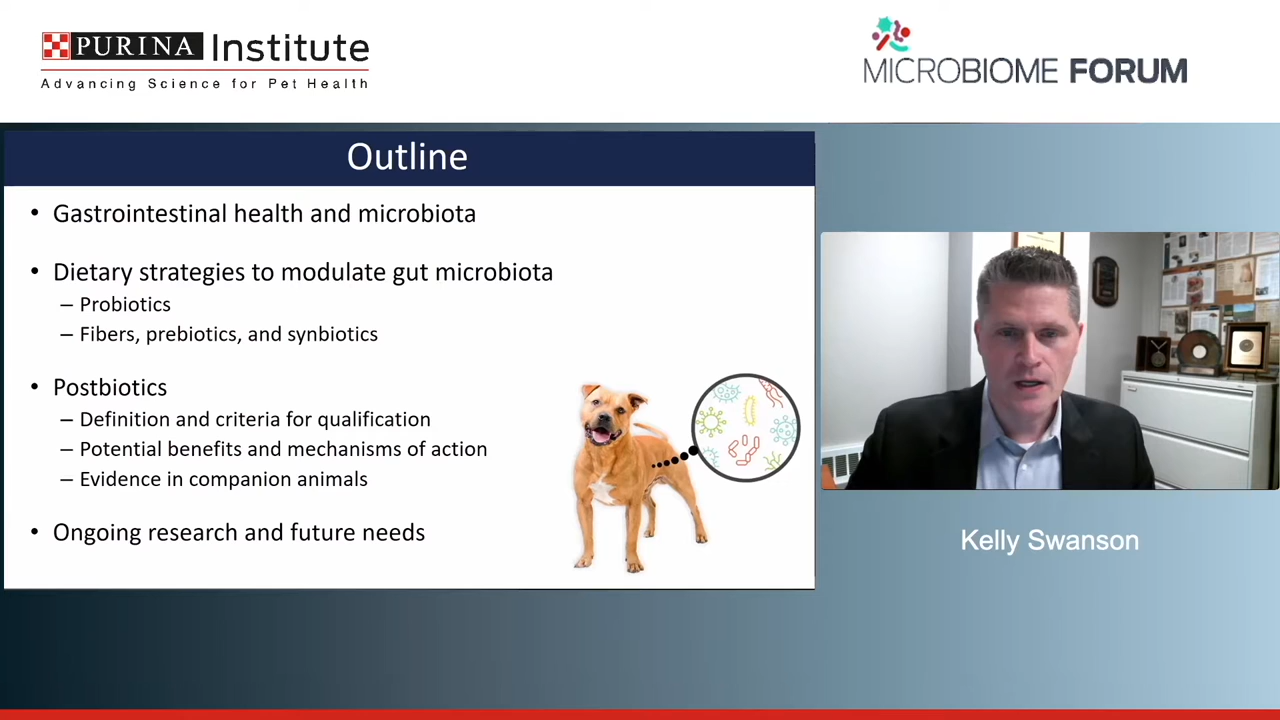 PURINA Institute
Advancing Science for Pet Health
MICROBIOME FORUM
Outline
• Gastrointestinal health and microbiota
• Dietary strategies to modulate gut microbiota
– Probiotics
– Fibers, prebiotics, and synbiotics
• Postbiotics
– Definition and criteria for qualification
– Potential benefits and mechanisms of action
– Evidence in companion animals
• Ongoing research and future needs
Kelly Swanson